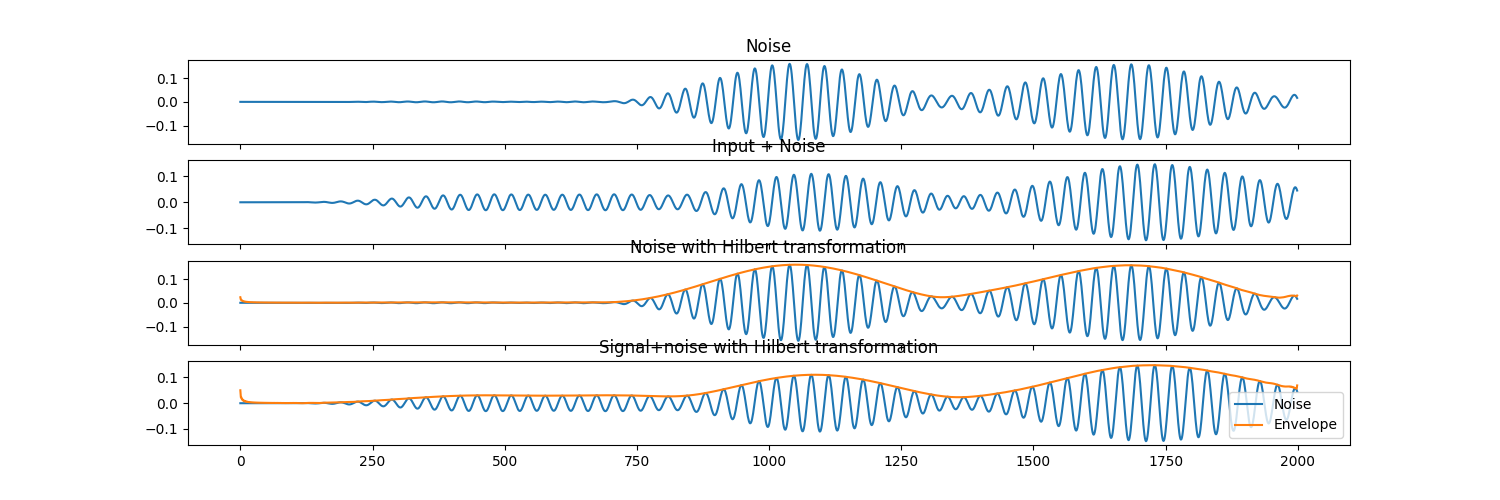 Noise
0.1
0.0
−0.1
Input + Noise
0.1
0.0
−0.1
Noise with Hilbert transformation
0.1
0.0
−0.1
Signal+noise with Hilbert transformation
0.1
0.0
−0.1
Noise
Envelope
0 250 500 750 1000 1250 1500 1750 2000